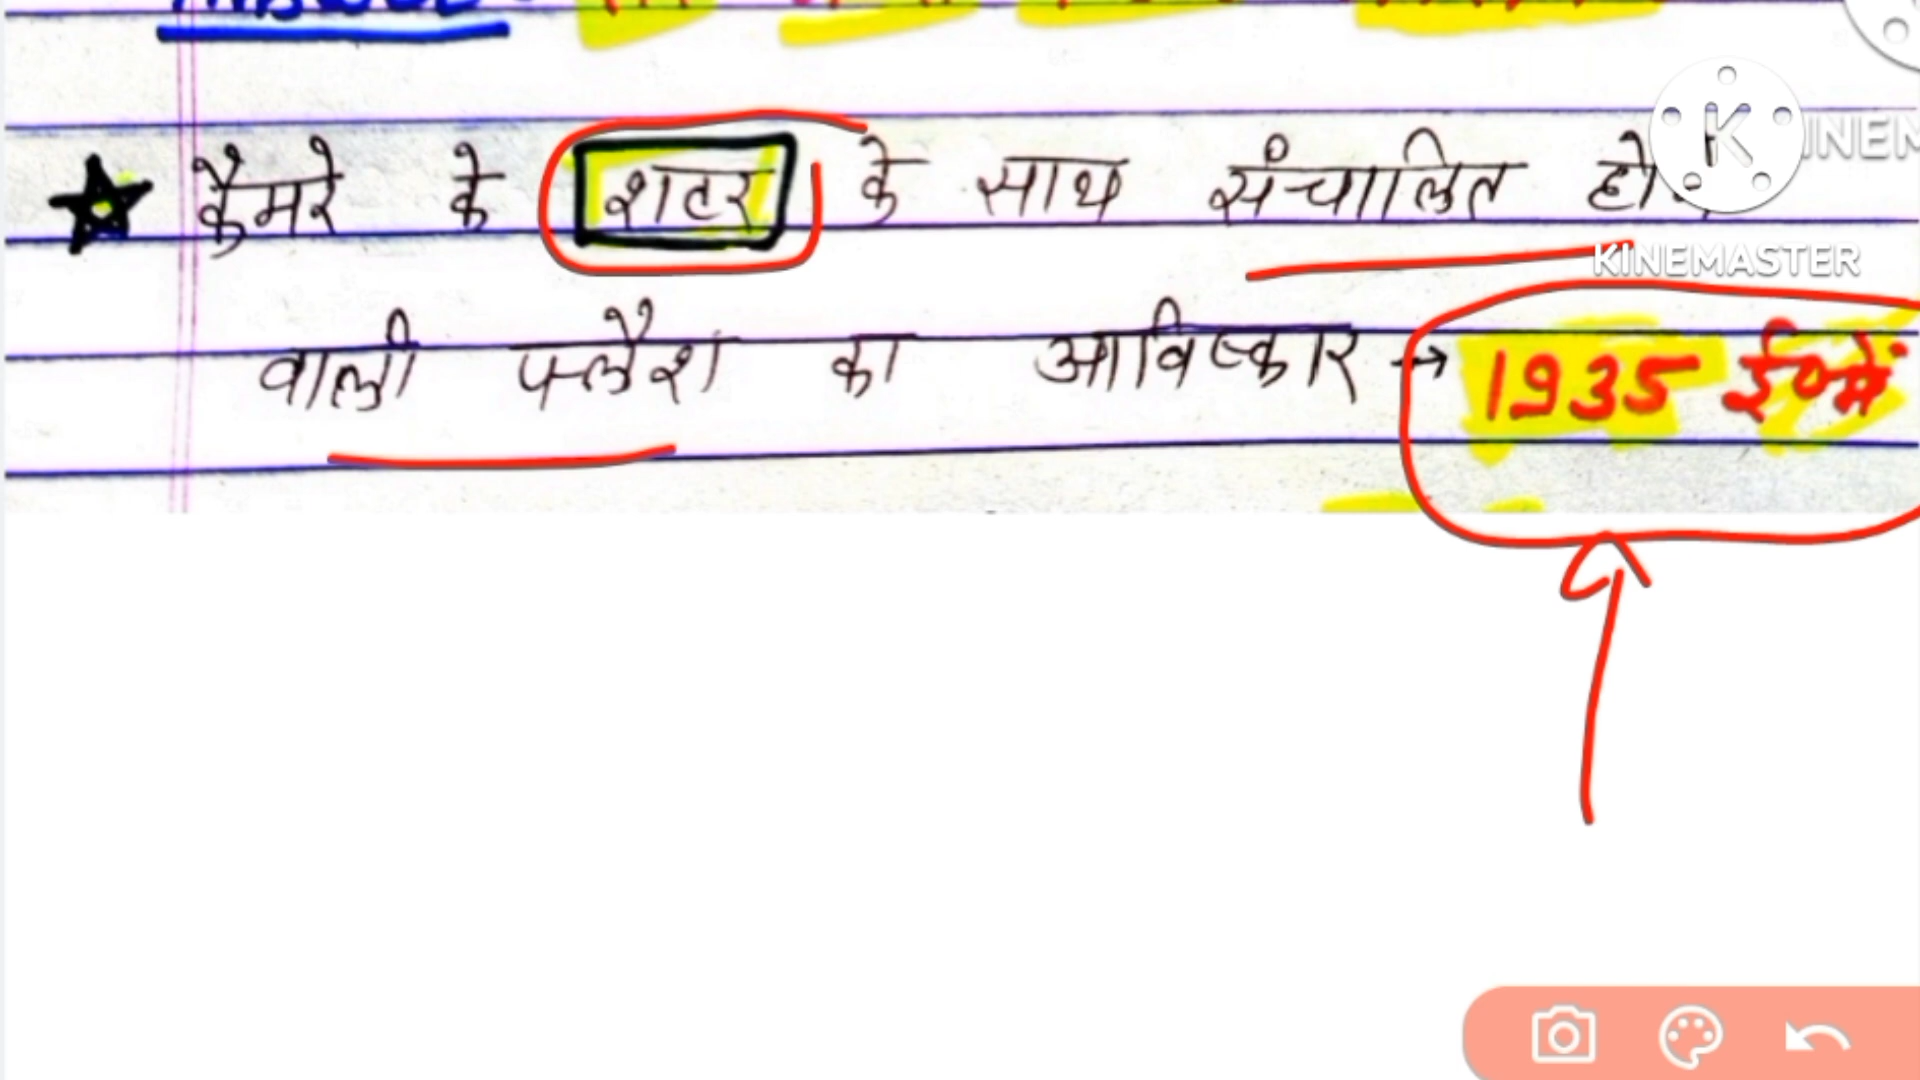 कैमरे के शटर के साथ संचालित
KINEMASTER
वाली फ्लैश का आविष्कार → 1935 ई० में